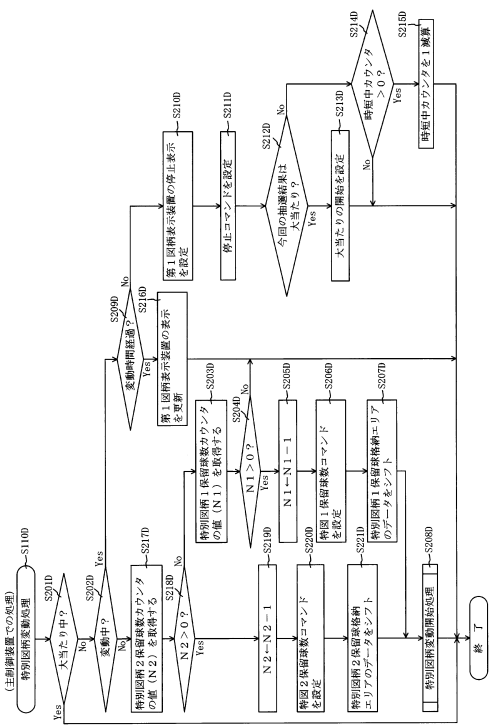 (主制御装置での処理)
特別図柄変動処理
S110D
大当たり中?
S201D
Yes
No
変動中?
S202D
Yes
No
特別図柄2保留球数カウンタ
の値(N2)を取得する
S217D
N2>0?
S218D
No
Yes
N2←N2-1
S219D
特図2保留球数コマンド
を設定
S220D
特別図柄2保留球格納
エリアのデータをシフト
S221D
特別図柄変動開始処理
S208D
終了
特別図柄1保留球数カウンタ
の値(N1)を取得する
S203D
N1>0?
S204D
No
Yes
N1←N1-1
S205D
特図1保留球数コマンド
を設定
S206D
特別図柄1保留球格納エリア
のデータをシフト
S207D
変動時間経過?
S209D
No
Yes
第1図柄表示装置の表示
を更新
S216D
第1図柄表示装置の停止表示
を設定
S210D
停止コマンドを設定
S211D
今回の抽選結果は
大当たり?
S212D
No
Yes
大当たりの開始を設定
S213D
時短中カウンタ
>0?
S214D
No
Yes
時短中カウンタを1減算
S215D